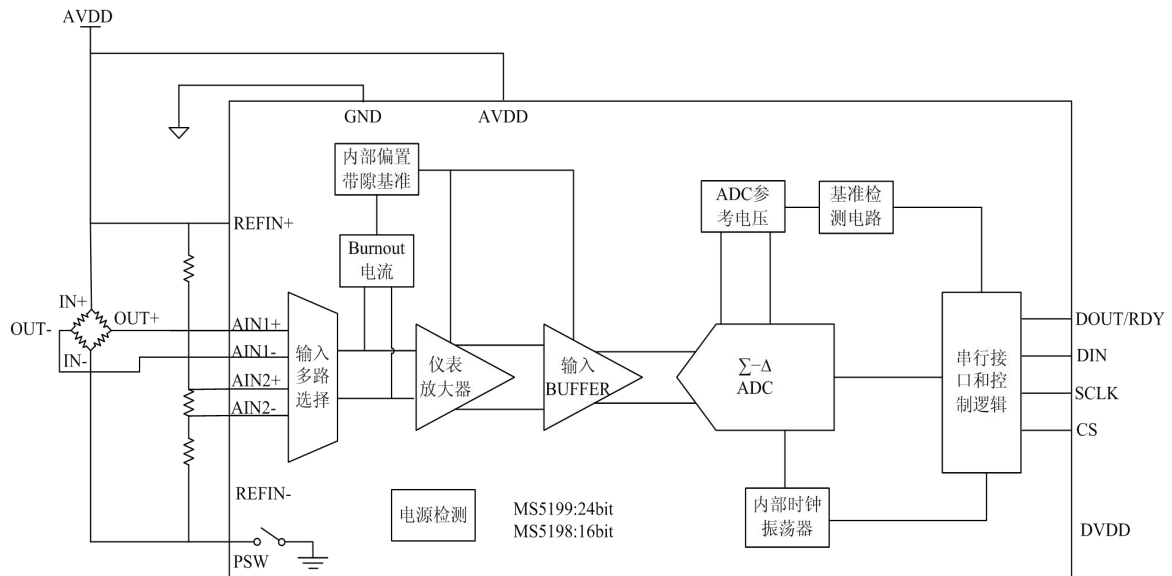 AVDD
GND
AVDD
内部偏置
带隙基准
ADC参
考电压
基准检
测电路
REFIN+
Burnout
电流
IN+
OUT-
OUT+
IN-
AIN1+
AIN1-
AIN2+
AIN2-
输入
多路
选择
仪表
放大器
输入
BUFFER
∑-Δ
ADC
串行接
口和控
制逻辑
DOUT/RDY
DIN
SCLK
CS
REFIN-
PSW
电源检测
MS5199:24bit
MS5198:16bit
内部时钟
振荡器
DVDD